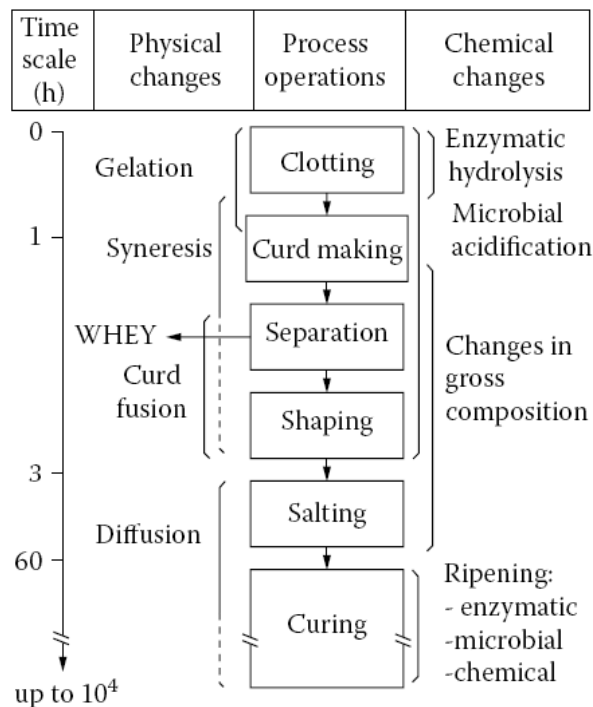 Time
scale
(h)
Physical
changes
Process
operations
Chemical
changes
0
Gelation
Clotting
Enzymatic
hydrolysis
1
Syneresis
Curd making
Microbial
acidification
WHEY
Separation
Curd
fusion
Shaping
Changes in
gross
composition
3
Salting
Diffusion
60
Curing
Ripening:
- enzymatic
-microbial
-chemical
up to 10⁴